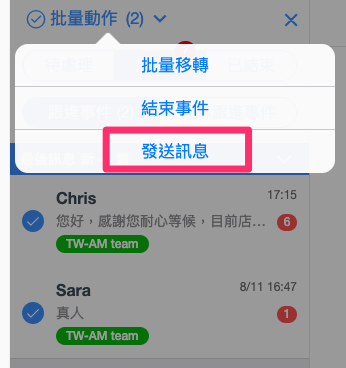 批量動作 (2)
批量移轉
結束事件
發送訊息
Chris
17:15
您好，感謝您耐心等候，目前店...
6
TW-AM team
Sara
8/11 16:47
真人
1
TW-AM team